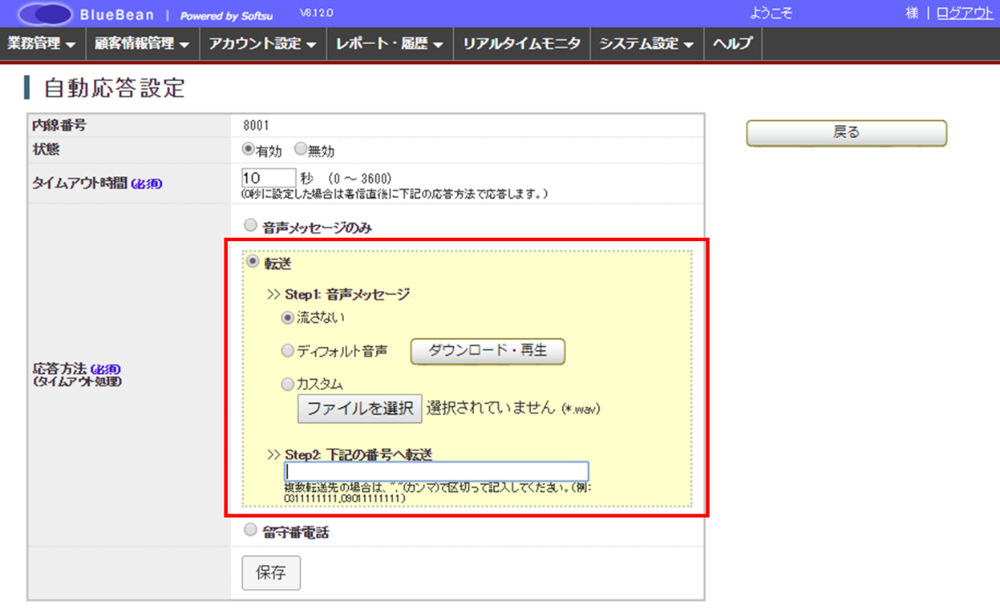 BlueBean | Powered by Softsu V8.12.0 ようこそ 様 | ログアウト
業務管理 顧客情報管理 アカウント設定 レポート・履歴 リアルタイムモニタ システム設定 ヘルプ
自動応答設定
戻る
内線番号 8001
状態 有効 無効
タイムアウト時間 (必須) 10 秒 (0 ~ 3600)
(0秒に設定した場合は着信直後に下記の応答方法で応答します。)
応答方法 (必須)
(タイムアウト処理)
音声メッセージのみ
転送
>> Step1: 音声メッセージ
流さない
ディフォルト音声 ダウンロード・再生
カスタム
ファイルを選択 選択されていません (*.wav)
>> Step2: 下記の番号へ転送
複数転送先の場合は、","(カンマ)で区切って記入してください。(例:
0311111111,09011111111)
留守番電話
保存